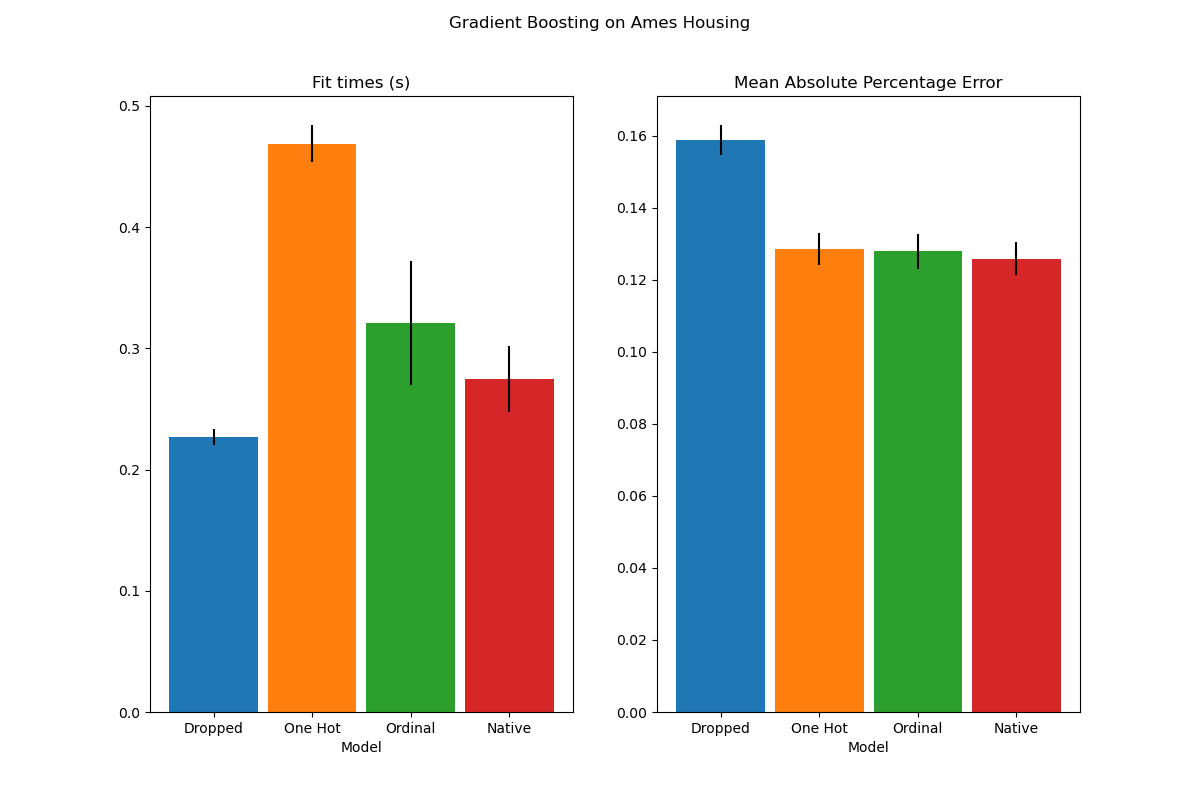 Gradient Boosting on Ames Housing
Fit times (s)
0.5
0.4
0.3
0.2
0.1
0.0
Dropped One Hot Ordinal Native
Model
Mean Absolute Percentage Error
0.16
0.14
0.12
0.10
0.08
0.06
0.04
0.02
0.00
Dropped One Hot Ordinal Native
Model